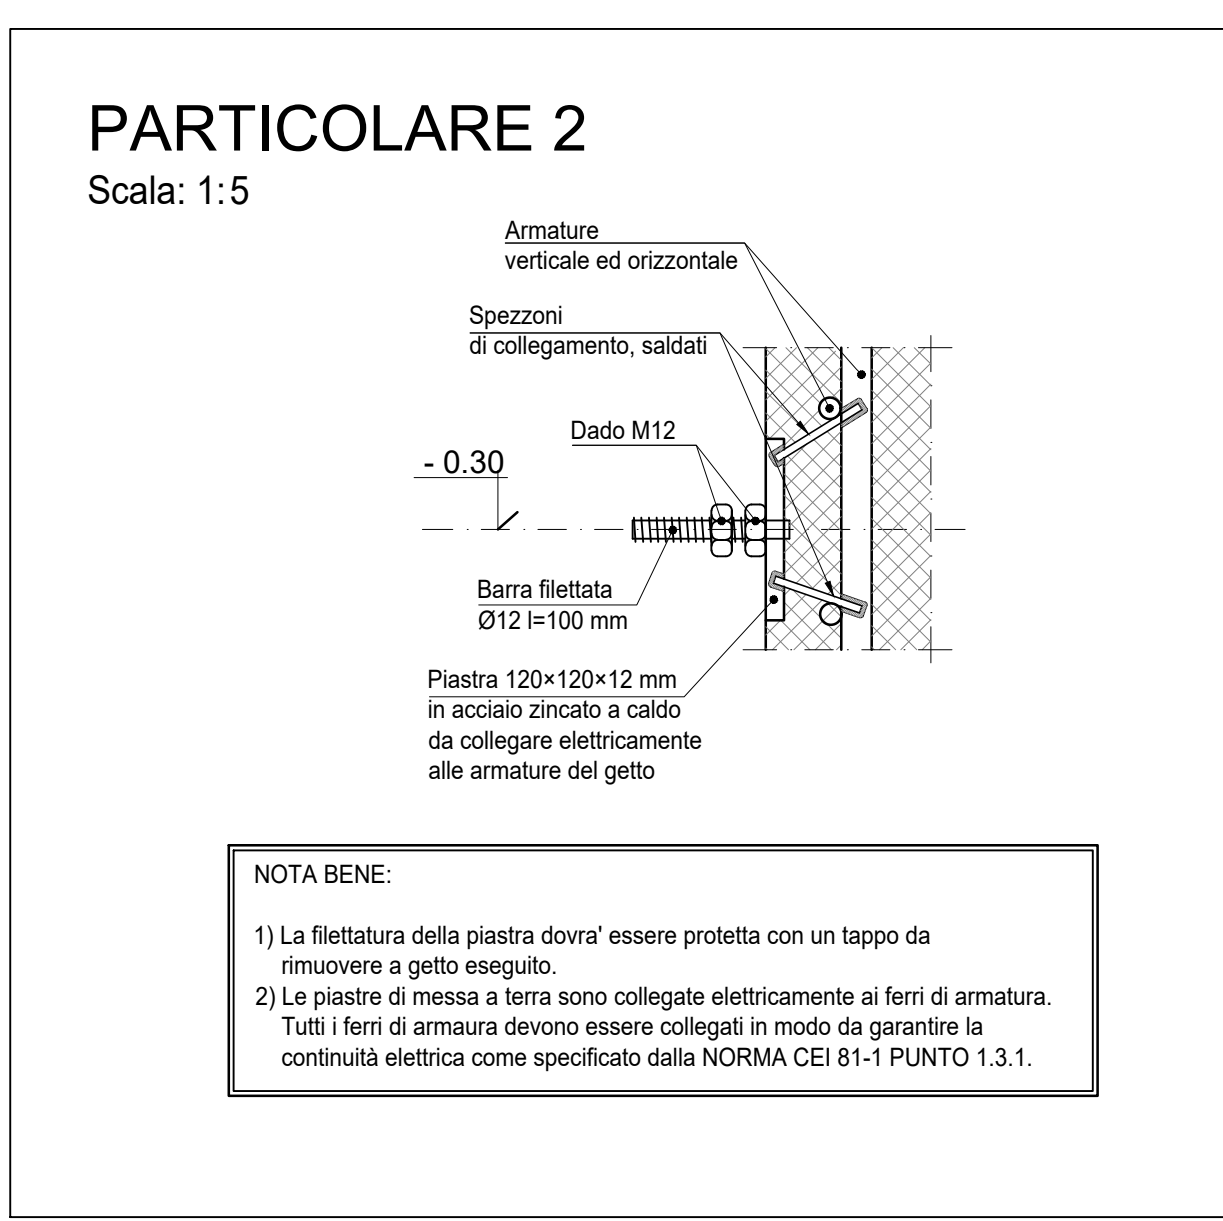 PARTICOLARE 2
Scala: 1:5
Armature
verticale ed orizzontale
Spezzoni
di collegamento, saldati
Dado M12
- 0.30
Barra filettata
Ø12 l=100 mm
Piastra 120×120×12 mm
in acciaio zincato a caldo
da collegare elettricamente
alle armature del getto
NOTA BENE:
1) La filettatura della piastra dovra' essere protetta con un tappo da
rimuovere a getto eseguito.
2) Le piastre di messa a terra sono collegate elettricamente ai ferri di armatura.
Tutti i ferri di armaura devono essere collegati in modo da garantire la
continuità elettrica come specificato dalla NORMA CEI 81-1 PUNTO 1.3.1.